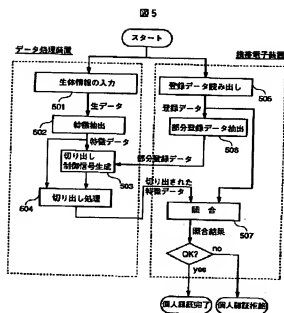 図5
スタート
データ処理装置
携帯電子装置
生体情報の入力
501
生データ
特徴抽出
502
特徴データ
切り出し
制御信号生成
503
切り出し処理
504
登録データ読み出し
505
登録データ
部分登録データ抽出
506
部分登録データ
切り出された
特徴データ
照合
507
照合結果
OK?
no
yes
個人認証完了
個人認証拒絶